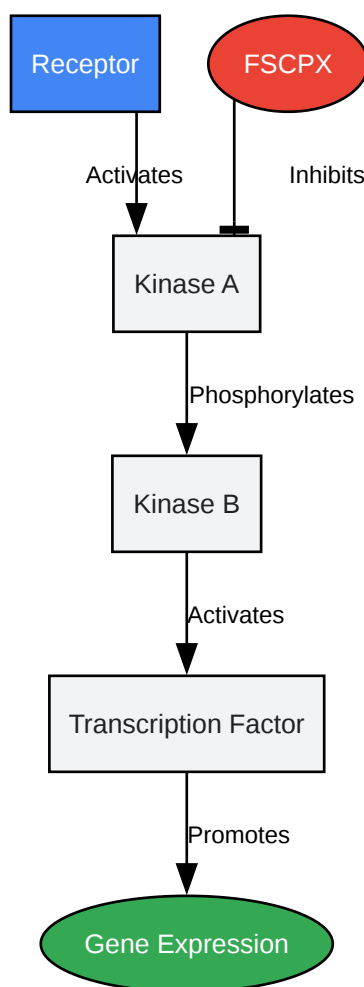 Receptor
FSCPX
Activates
Inhibits
Kinase A
Phosphorylates
Kinase B
Activates
Transcription Factor
Promotes
Gene Expression